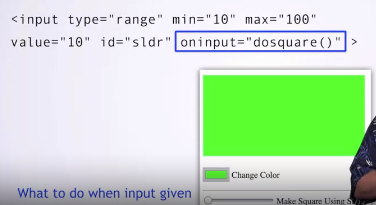 <input type="range" min="10" max="100"
value="10" id="sldr" oninput="dosquare()" >
Change Color
What to do when input given
Make Square Using